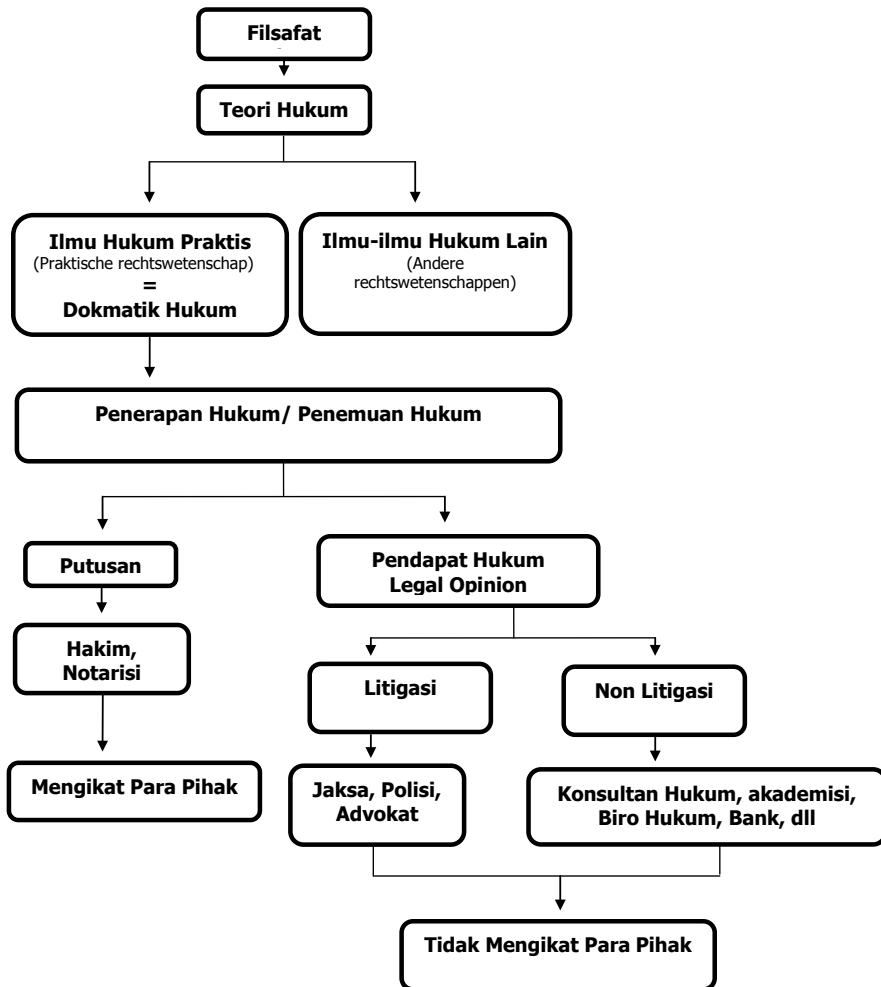 Filsafat
Teori Hukum
Ilmu Hukum Praktis
(Praktische rechtswetenschap)
=
Dokmatik Hukum
Ilmu-ilmu Hukum Lain
(Andere
rechtswetenschappen)
Penerapan Hukum/ Penemuan Hukum
Putusan
Pendapat Hukum
Legal Opinion
Hakim,
Notarisi
Litigasi
Non Litigasi
Mengikat Para Pihak
Jaksa, Polisi,
Advokat
Konsultan Hukum, akademisi,
Biro Hukum, Bank, dll
Tidak Mengikat Para Pihak